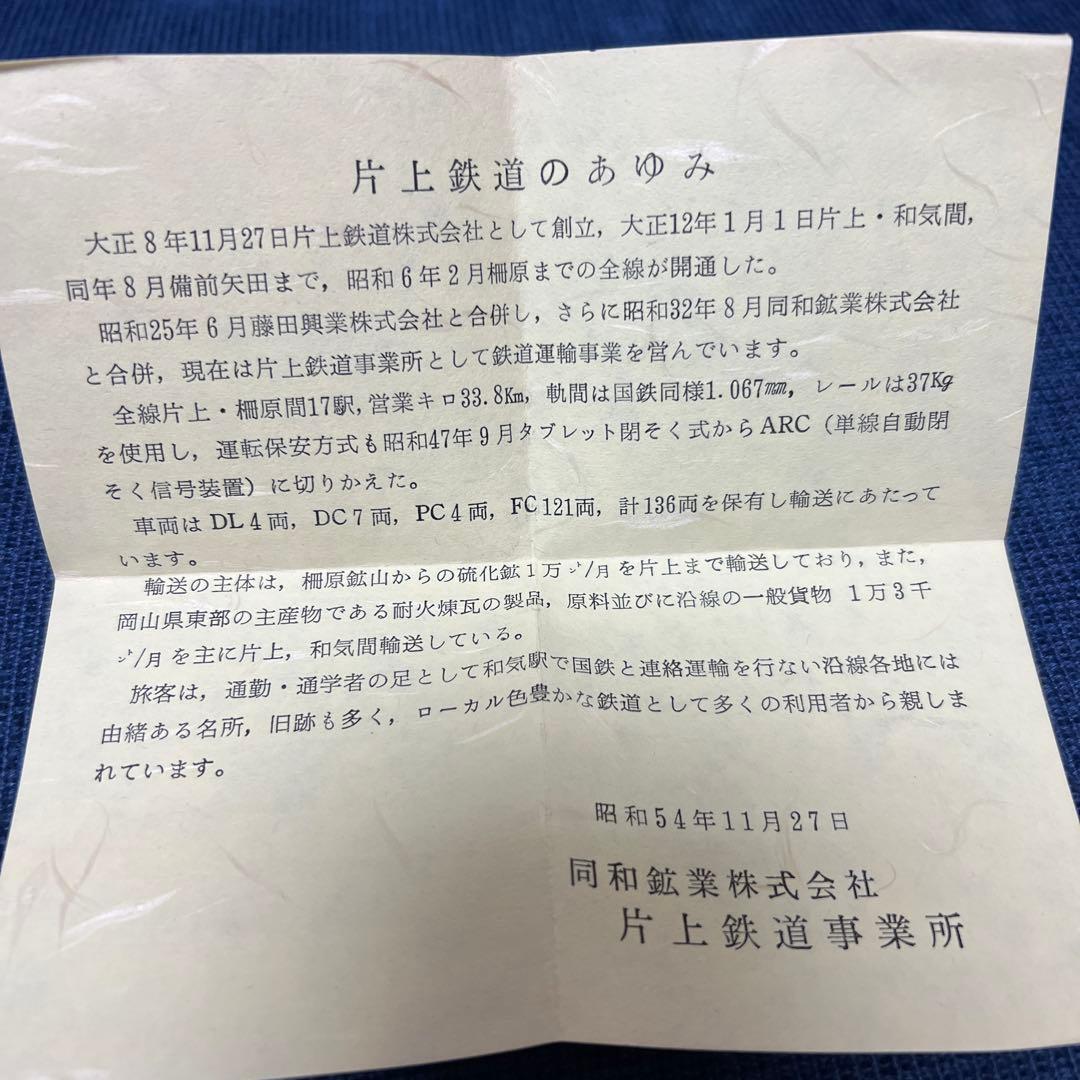 片上鉄道のあゆみ
大正8年11月27日片上鉄道株式会社として創立，大正12年1月1日片上・和気間，
同年8月備前矢田まで，昭和6年2月柵原までの全線が開通した。
昭和25年6月藤田興業株式会社と合併し，さらに昭和32年8月同和鉱業株式会社
と合併，現在は片上鉄道事業所として鉄道運輸事業を営んでいます。
全線片上・柵原間17駅，営業キロ33.8Km，軌間は国鉄同様1.067mm，レールは37Kg
を使用し，運転保安方式も昭和47年9月タブレット閉そく式からARC（単線自動閉
そく信号装置）に切りかえた。
車両はDL4両，DC7両，PC4両，FC121両，計136両を保有し輸送にあたって
います。
輸送の主体は，柵原鉱山からの硫化鉱1万㌧/月を片上まで輸送しており，また，
岡山県東部の主産物である耐火煉瓦の製品，原料並びに沿線の一般貨物 1万3千
㌧/月を主に片上，和気間輸送している。
旅客は，通勤・通学者の足として和気駅で国鉄と連絡運輸を行ない沿線各地には
由緒ある名所，旧跡も多く，ローカル色豊かな鉄道として多くの利用者から親しま
れています。
昭和54年11月27日
同和鉱業株式会社
片上鉄道事業所